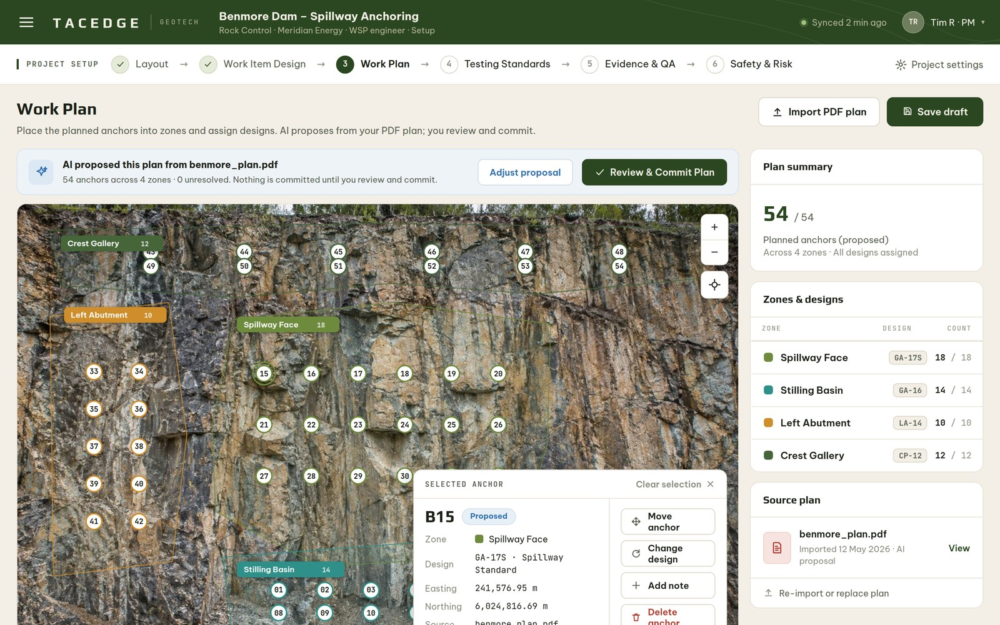 TACEDGE
GEOTECH
Benmore Dam – Spillway Anchoring
Rock Control · Meridian Energy · WSP engineer · Setup
Synced 2 min ago
TR
Tim R · PM
PROJECT SETUP
Layout
Work Item Design
3 Work Plan
4 Testing Standards
5 Evidence & QA
6 Safety & Risk
Project settings
Work Plan
Place the planned anchors into zones and assign designs. AI proposes from your PDF plan; you review and commit.
Import PDF plan
Save draft
AI proposed this plan from benmore_plan.pdf
54 anchors across 4 zones · 0 unresolved. Nothing is committed until you review and commit.
Adjust proposal
Review & Commit Plan
Crest Gallery 12
43 44 45 46 47 48
49 50 51 52 53 54
Left Abutment 10
Spillway Face 18
33 34
15 16 17 18 19 20
35 36
21 22 23 24 25 26
37 38
27 28 29 30
39 40
41 42
Stilling Basin 14
01 02 03
08 09 10
SELECTED ANCHOR
Clear selection
B15 Proposed
Zone Spillway Face
Design GA-17S · Spillway
Standard
Easting 241,576.95 m
Northing 6,024,816.69 m
Source benmore_plan.pdf
Move
anchor
Change
design
Add note
Delete
anchor
Plan summary
54 / 54
Planned anchors (proposed)
Across 4 zones · All designs assigned
Zones & designs
ZONE DESIGN COUNT
Spillway Face GA-17S 18 / 18
Stilling Basin GA-16 14 / 14
Left Abutment LA-14 10 / 10
Crest Gallery CP-12 12 / 12
Source plan
benmore_plan.pdf
Imported 12 May 2026 · AI
proposal
View
Re-import or replace plan